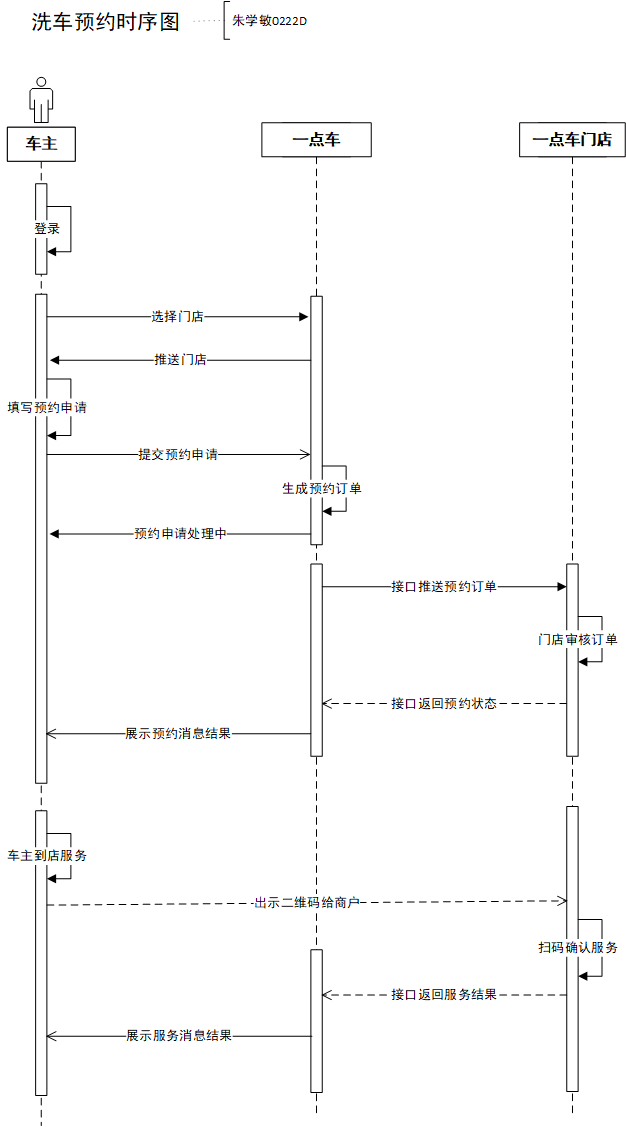 洗车预约时序图
朱学敏0222D
车主
一点车
一点车门店
登录
选择门店
推送门店
填写预约申请
提交预约申请
生成预约订单
预约申请处理中
接口推送预约订单
门店审核订单
接口返回预约状态
展示预约消息结果
车主到店服务
出示二维码给商户
扫码确认服务
接口返回服务结果
展示服务消息结果